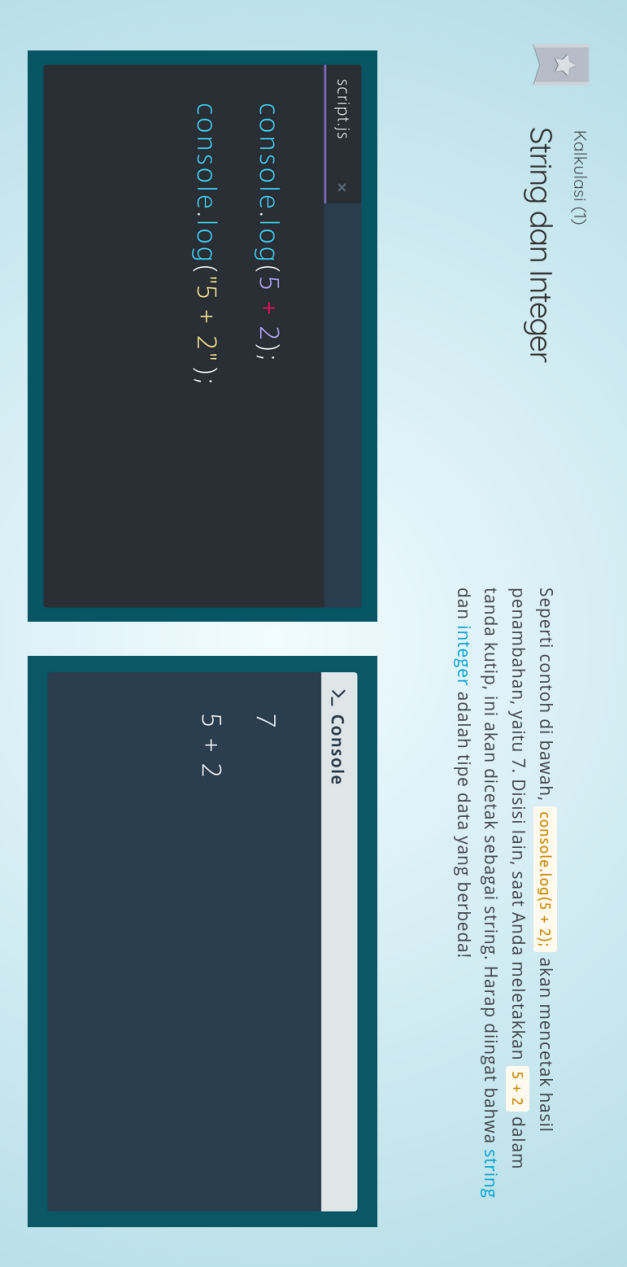 Kalkulasi (1)
String dan Integer
Seperti contoh di bawah, console.log(5 + 2); akan mencetak hasil
penambahan, yaitu 7. Disisi lain, saat Anda meletakkan 5 + 2 dalam
tanda kutip, ini akan dicetak sebagai string. Harap diingat bahwa string
dan integer adalah tipe data yang berbeda!
script.js ×
console.log(5 + 2);
console.log("5 + 2");
>_ Console
7
5 + 2